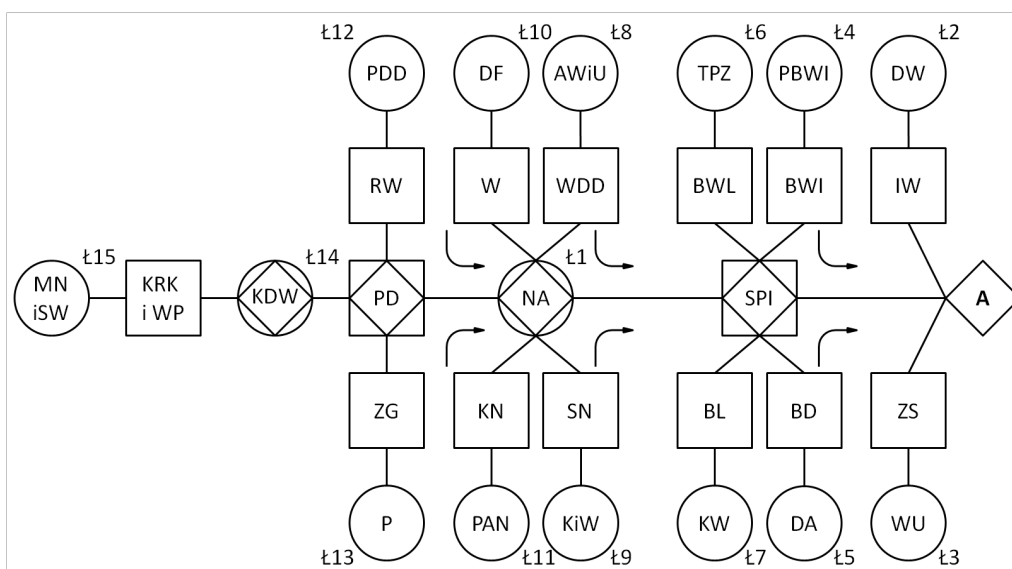 Ł12
Ł10
Ł8
Ł6
Ł4
Ł2
PDD
DF
AWiU
TPZ
PBWI
DW
RW
W
WDD
BWL
BWI
IW
Ł15
Ł14
Ł1
MN
iSW
KRK
i WP
KDW
PD
NA
SPI
A
ZG
KN
SN
BL
BD
ZS
P
PAN
KiW
KW
DA
WU
Ł13
Ł11
Ł9
Ł7
Ł5
Ł3